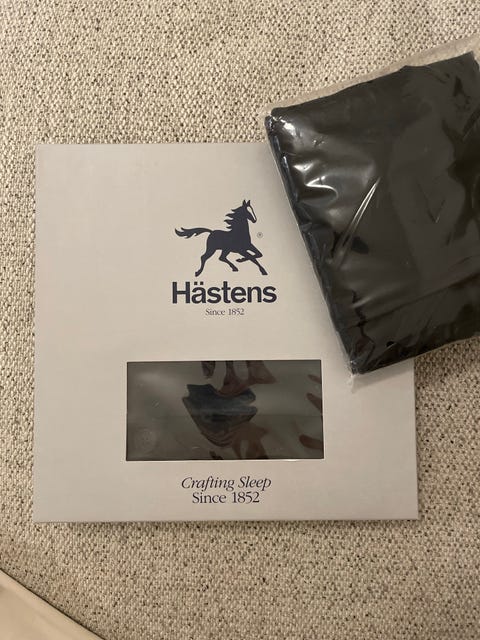 ®
Hästens
Since 1852
Crafting Sleep
Since 1852